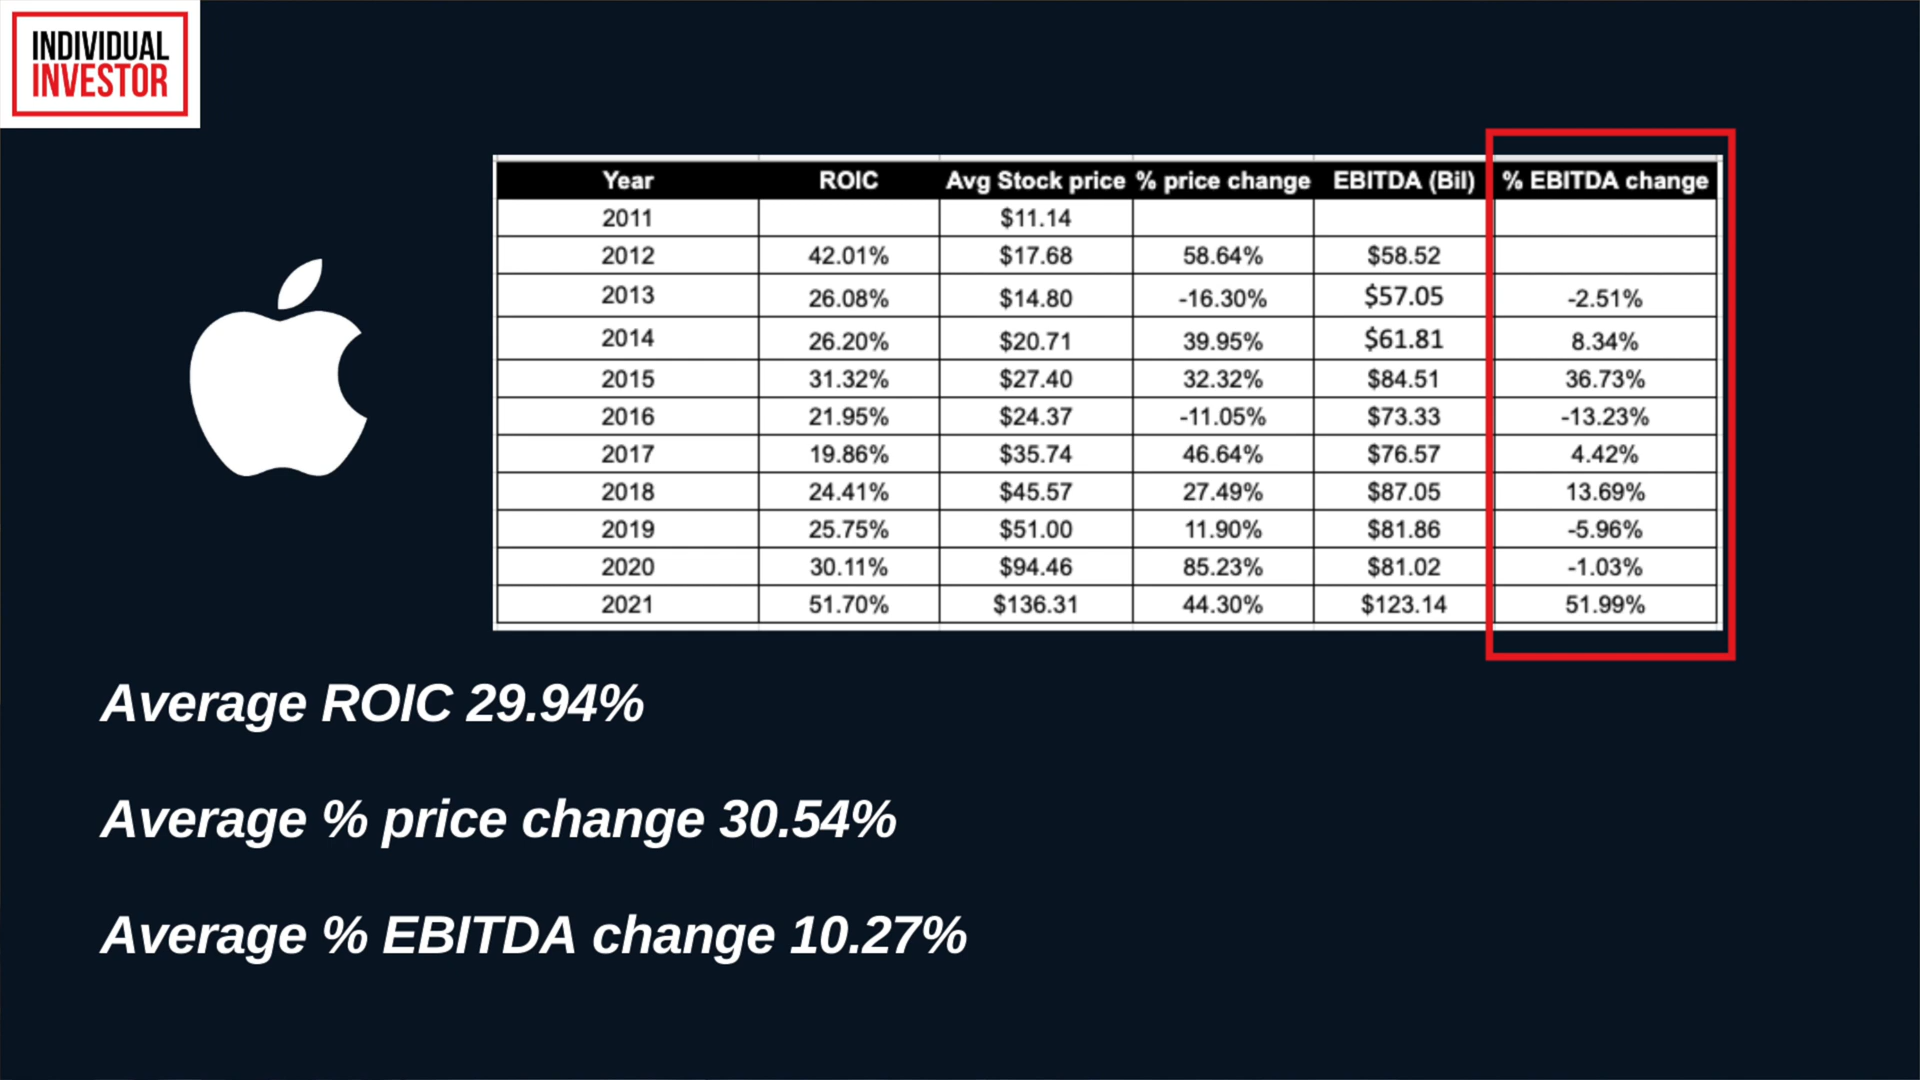 INDIVIDUAL
INVESTOR
Year ROIC Avg Stock price % price change EBITDA (Bil) % EBITDA change
2011 $11.14
2012 42.01% $17.68 58.64% $58.52
2013 26.08% $14.80 -16.30% $57.05 -2.51%
2014 26.20% $20.71 39.95% $61.81 8.34%
2015 31.32% $27.40 32.32% $84.51 36.73%
2016 21.95% $24.37 -11.05% $73.33 -13.23%
2017 19.86% $35.74 46.64% $76.57 4.42%
2018 24.41% $45.57 27.49% $87.05 13.69%
2019 25.75% $51.00 11.90% $81.86 -5.96%
2020 30.11% $94.46 85.23% $81.02 -1.03%
2021 51.70% $136.31 44.30% $123.14 51.99%
Average ROIC 29.94%
Average % price change 30.54%
Average % EBITDA change 10.27%